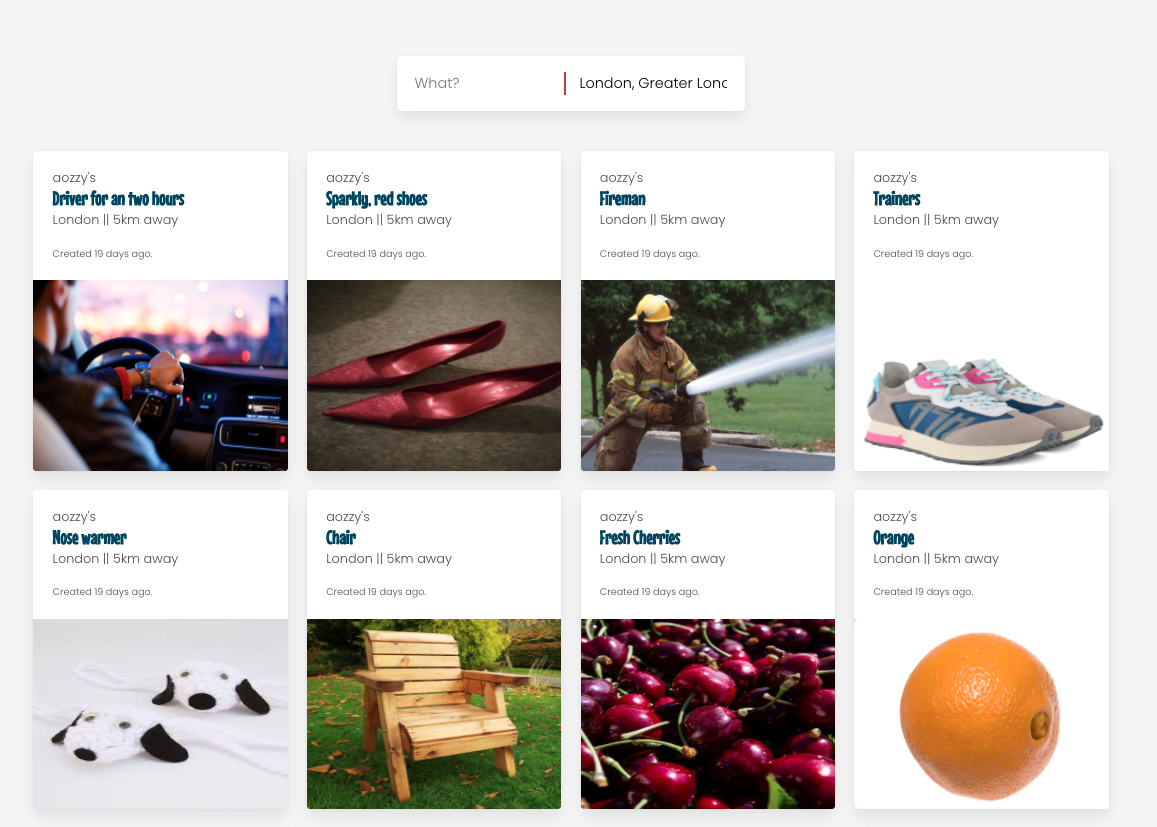 What?
London, Greater Lonc
aozzy's
Driver for an two hours
London || 5km away
Created 19 days ago.
aozzy's
Sparkly, red shoes
London || 5km away
Created 19 days ago.
aozzy's
Fireman
London || 5km away
Created 19 days ago.
aozzy's
Trainers
London || 5km away
Created 19 days ago.
aozzy's
Nose warmer
London || 5km away
Created 19 days ago.
aozzy's
Chair
London || 5km away
Created 19 days ago.
aozzy's
Fresh Cherries
London || 5km away
Created 19 days ago.
aozzy's
Orange
London || 5km away
Created 19 days ago.